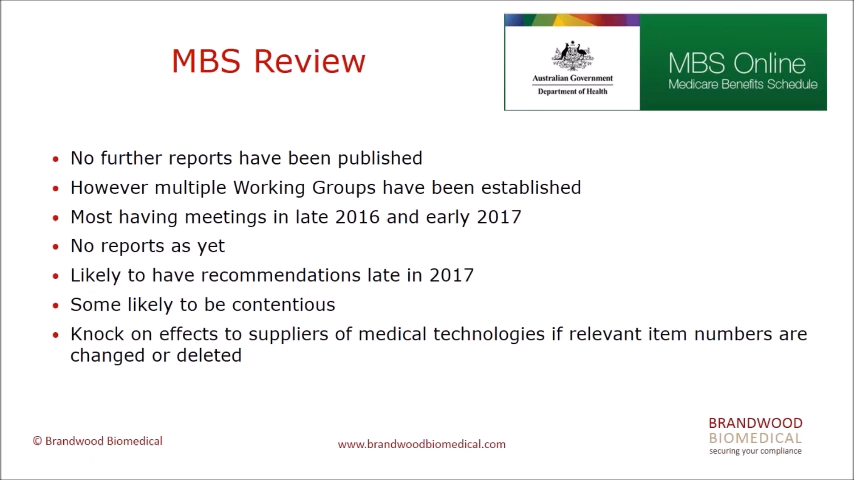 MBS Review
Australian Government
Department of Health
MBS Online
Medicare Benefits Schedule
• No further reports have been published
• However multiple Working Groups have been established
• Most having meetings in late 2016 and early 2017
• No reports as yet
• Likely to have recommendations late in 2017
• Some likely to be contentious
• Knock on effects to suppliers of medical technologies if relevant item numbers are
changed or deleted
© Brandwood Biomedical
www.brandwoodbiomedical.com
BRANDWOOD
BIOMEDICAL
securing your compliance